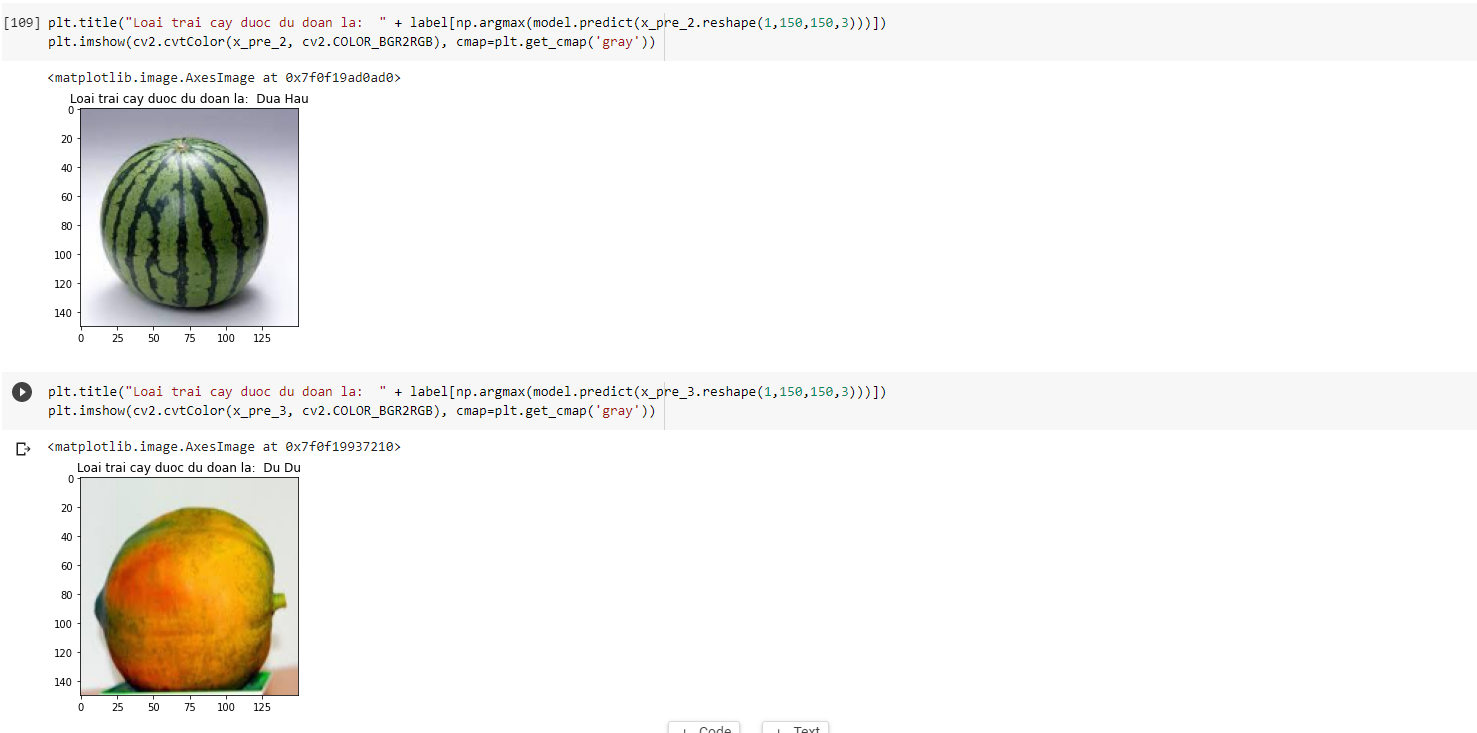 [109] plt.title("Loai trai cay duoc du doan la:  " + label[np.argmax(model.predict(x_pre_2.reshape(1,150,150,3)))])
plt.imshow(cv2.cvtColor(x_pre_2, cv2.COLOR_BGR2RGB), cmap=plt.get_cmap('gray'))
<matplotlib.image.AxesImage at 0x7f0f19ad0ad0>
Loai trai cay duoc du doan la:  Dua Hau
0
20
40
60
80
100
120
140
0 25 50 75 100 125
plt.title("Loai trai cay duoc du doan la:  " + label[np.argmax(model.predict(x_pre_3.reshape(1,150,150,3)))])
plt.imshow(cv2.cvtColor(x_pre_3, cv2.COLOR_BGR2RGB), cmap=plt.get_cmap('gray'))
<matplotlib.image.AxesImage at 0x7f0f19937210>
Loai trai cay duoc du doan la:  Du Du
0
20
40
60
80
100
120
140
0 25 50 75 100 125
+ Code + Text